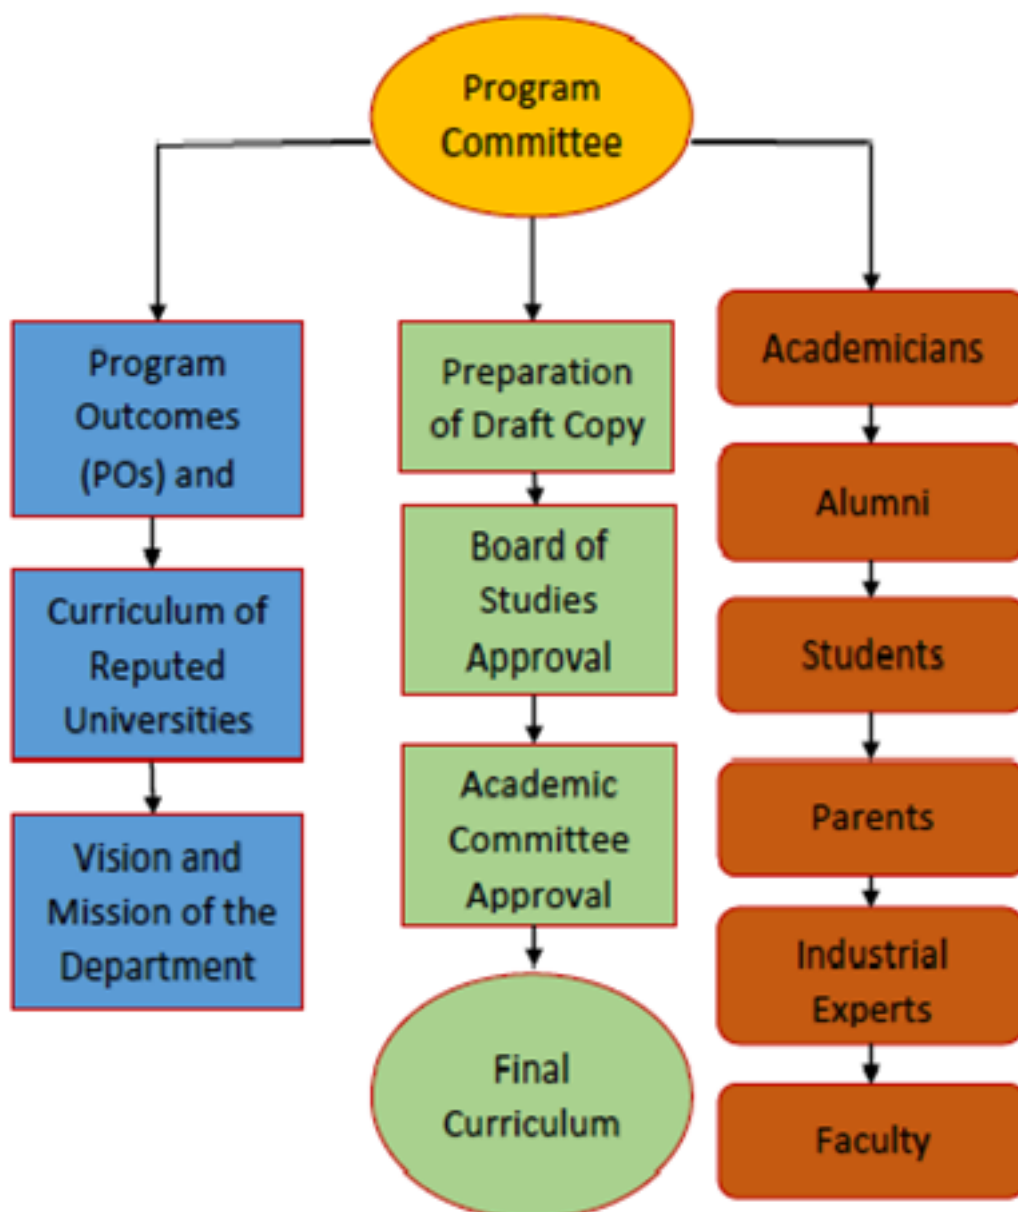 Program
Committee
Program
Outcomes
(POs) and
Curriculum of
Reputed
Universities
Vision and
Mission of the
Department
Preparation
of Draft Copy
Board of
Studies
Approval
Academic
Committee
Approval
Final
Curriculum
Academicians
Alumni
Students
Parents
Industrial
Experts
Faculty